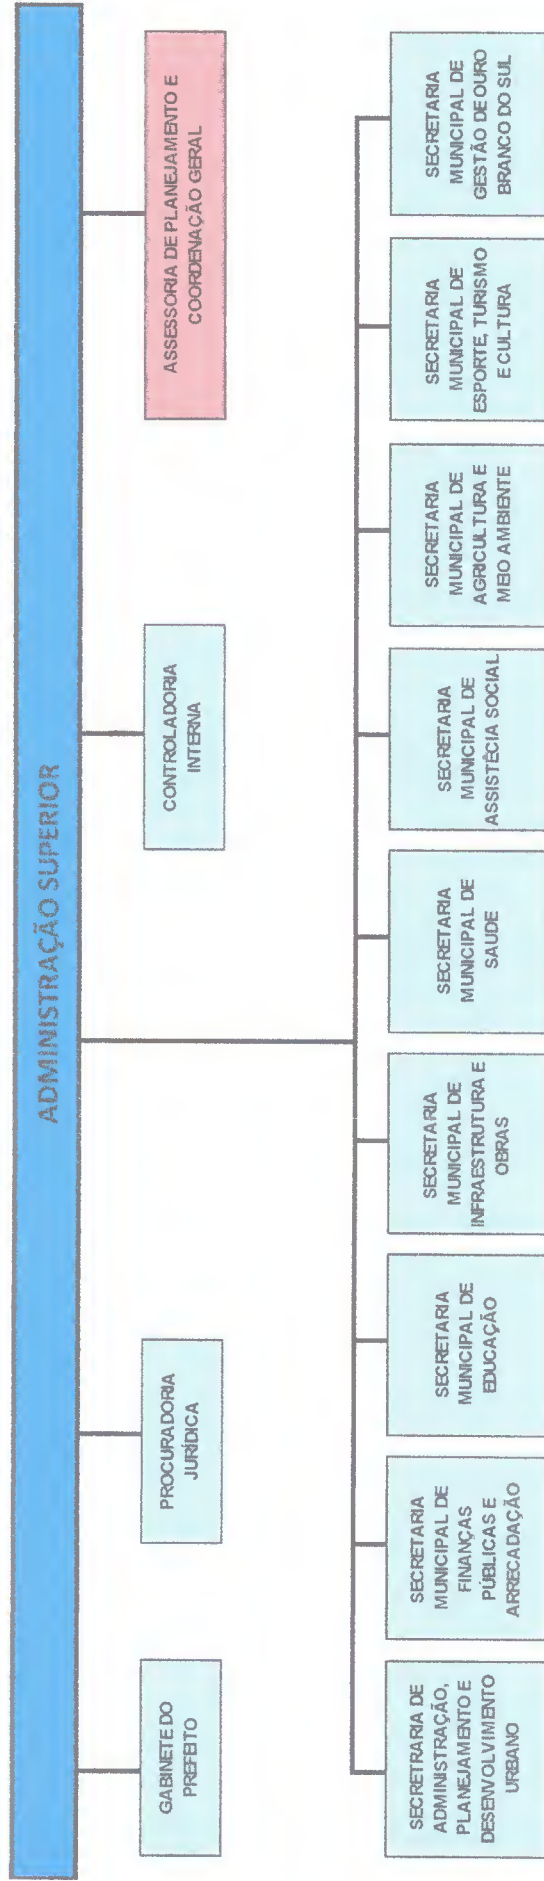 ADMINISTRAÇÃO SUPERIOR
GABINETE DO
PREFEITO
PROCURADORIA
JURÍDICA
CONTROLADORIA
INTERNA
ASSESSORIA DE PLANEJAMENTO E
COORDENAÇÃO GERAL
SECRETRARIA DE
ADMINISTRAÇÃO,
PLANEJAMENTO E
DESENVOLVIMENTO
URBANO
SECRETARIA
MUNICIPAL DE
FINANÇAS
PÚBLICAS E
ARRECADAÇÃO
SECRETARIA
MUNICIPAL DE
EDUCAÇÃO
SECRETARIA
MUNICIPAL DE
INFRAESTRUTURA E
OBRAS
SECRETARIA
MUNICIPAL DE
SAUDE
SECRETARIA
MUNICIPAL DE
ASSISTÊCIA SOCIAL
SECRETARIA
MUNICIPAL DE
AGRICULTURA E
MEIO AMBIENTE
SECRETARIA
MUNICIPAL DE
ESPORTE, TURISMO
E CULTURA
SECRETARIA
MUNICIPAL DE
GESTÃO DE OURO
BRANCO DO SUL